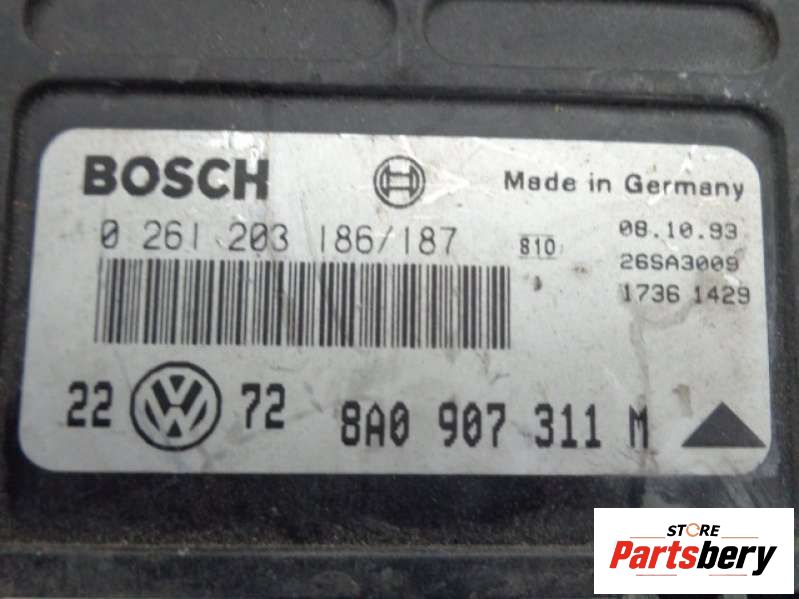 BOSCH
Made in Germany
0 261 203 186/187
810
08.10.93
26SA3009
1736 1429
22 VW 72
8A0 907 311 M
STORE
Partsbery